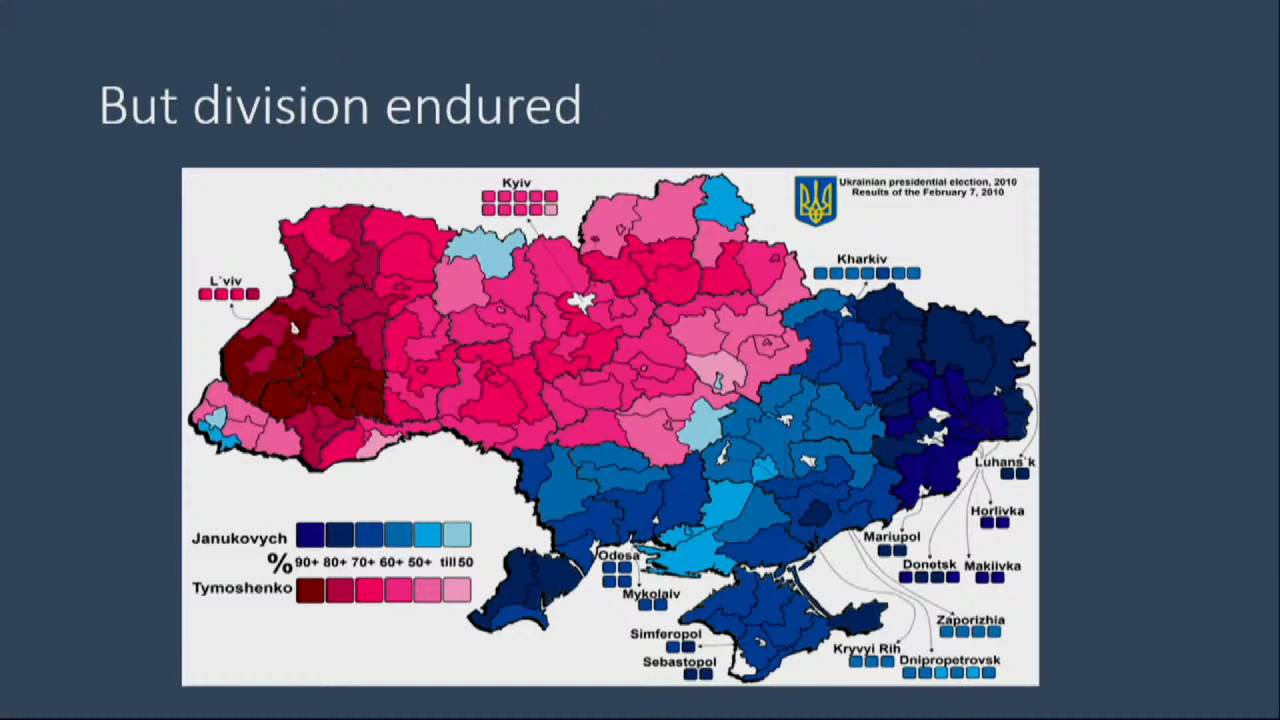 But division endured
Kyiv
Ukrainian presidential election, 2010
Results of the February 7, 2010
Kharkiv
L`viv
Luhans`k
Horlivka
Mariupol
Donetsk
Makiivka
Janukovych
% 90+ 80+ 70+ 60+ 50+ till 50
Tymoshenko
Odesa
Mykolaiv
Simferopol
Sebastopol
Zaporizhia
Kryvyi Rih
Dnipropetrovsk